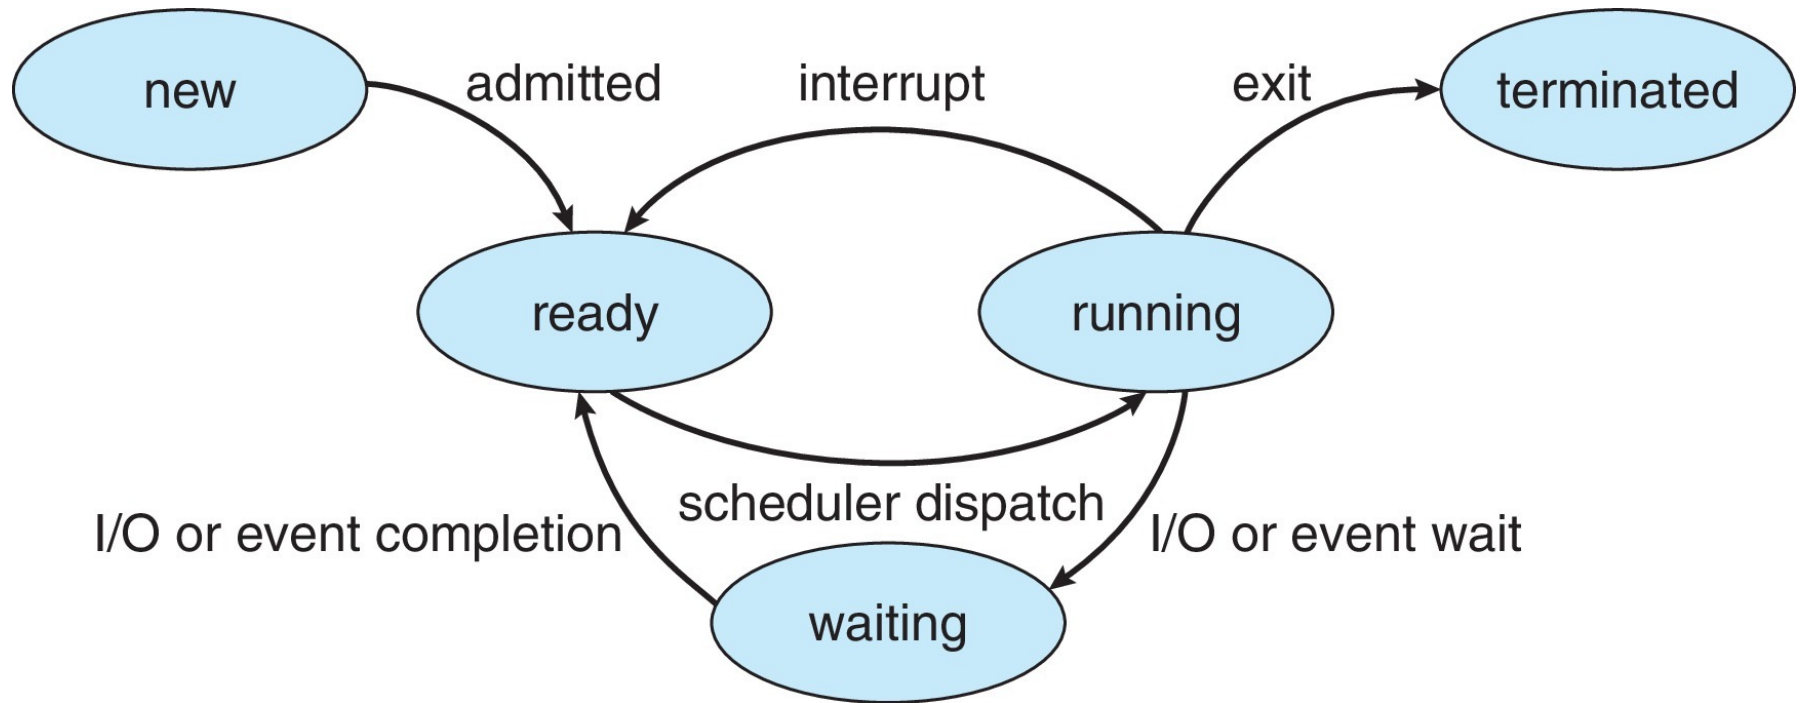 new
admitted
interrupt
exit
terminated
ready
running
scheduler dispatch
I/O or event completion
I/O or event wait
waiting